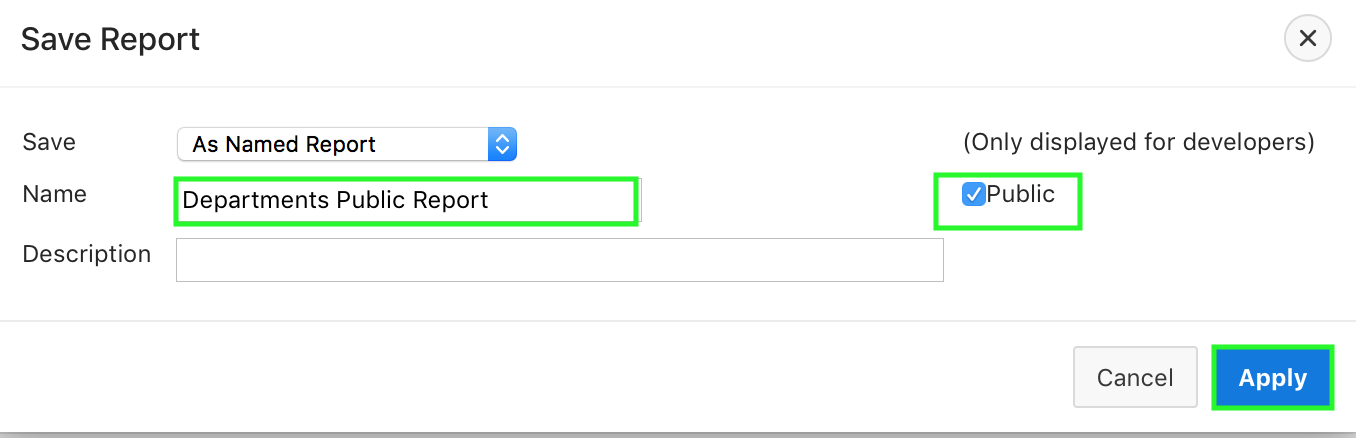 Save Report
Save As Named Report (Only displayed for developers)
Name Departments Public Report Public
Description
Cancel Apply